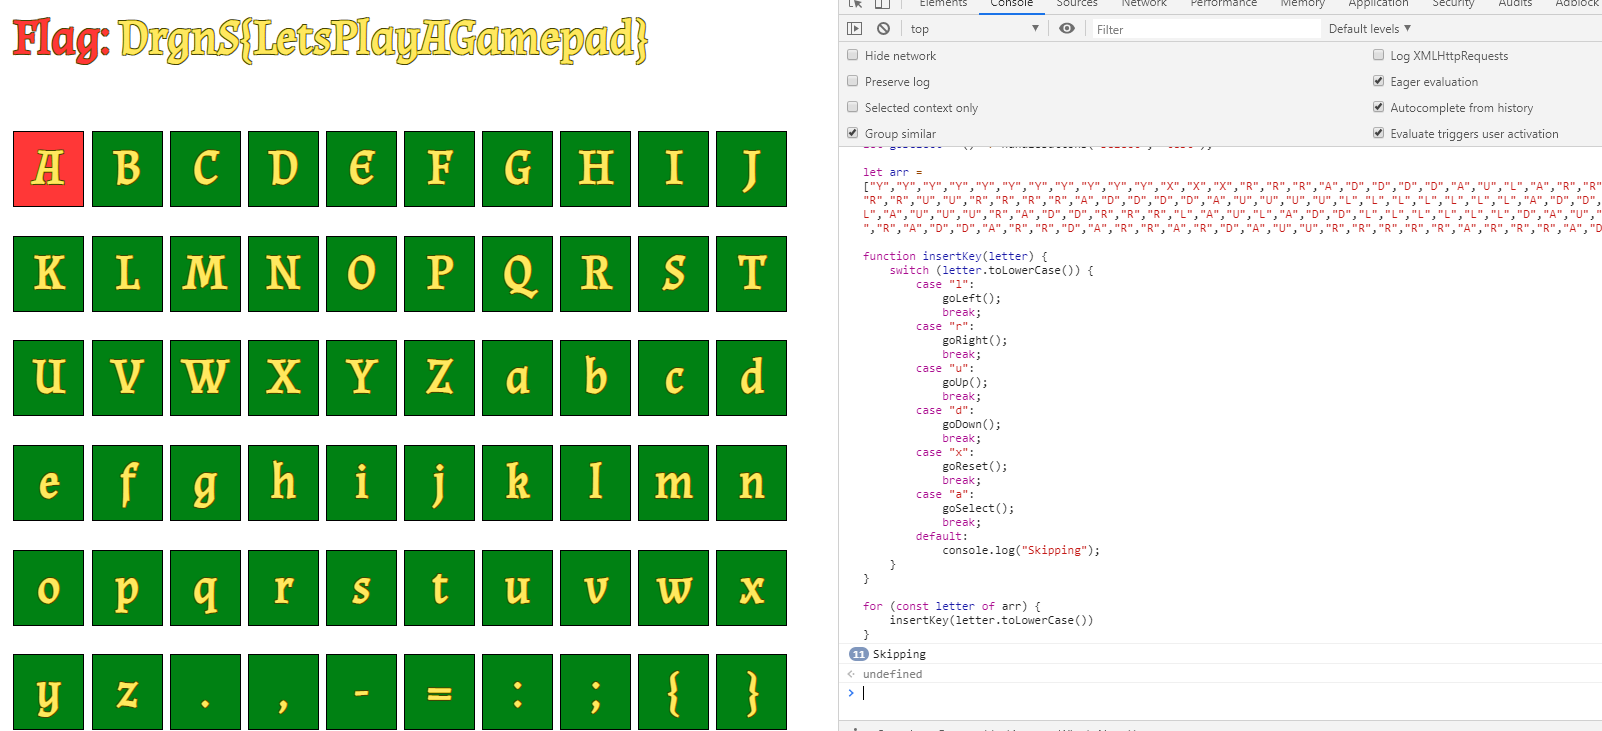 Flag: DrgnS{LetsPlayAGamepad}
A B C D E F G H I J
K L M N O P Q R S T
U V W X Y Z a b c d
e f g h i j k l m n
o p q r s t u v w x
y z . , - = : ; { }
Elements Console Sources Network Performance Memory Application Security Audits Adblock
top Filter Default levels ▼
Hide network Log XMLHttpRequests
Preserve log Eager evaluation
Selected context only Autocomplete from history
Group similar Evaluate triggers user activation
let arr =
["Y","Y","Y","Y","Y","Y","Y","Y","Y","Y","Y","X","X","X","R","R","R","A","D","D","D","D","A","U","L","A","R","R"
"R","R","U","U","R","R","R","R","A","D","D","D","D","A","U","U","U","U","L","L","L","L","L","L","L","A","D","D",
L","A","U","U","U","R","A","D","D","R","R","R","L","A","U","L","A","D","D","L","L","L","L","L","L","D","A","U","
","R","A","D","D","A","R","R","D","A","R","R","A","R","D","A","U","U","R","R","R","R","R","A","R","R","R","A","D
function insertKey(letter) {
switch (letter.toLowerCase()) {
case "l":
goLeft();
break;
case "r":
goRight();
break;
case "u":
goUp();
break;
case "d":
goDown();
break;
case "x":
goReset();
break;
case "a":
goSelect();
break;
default:
console.log("Skipping");
}
}
for (const letter of arr) {
insertKey(letter.toLowerCase())
}
11 Skipping
undefined